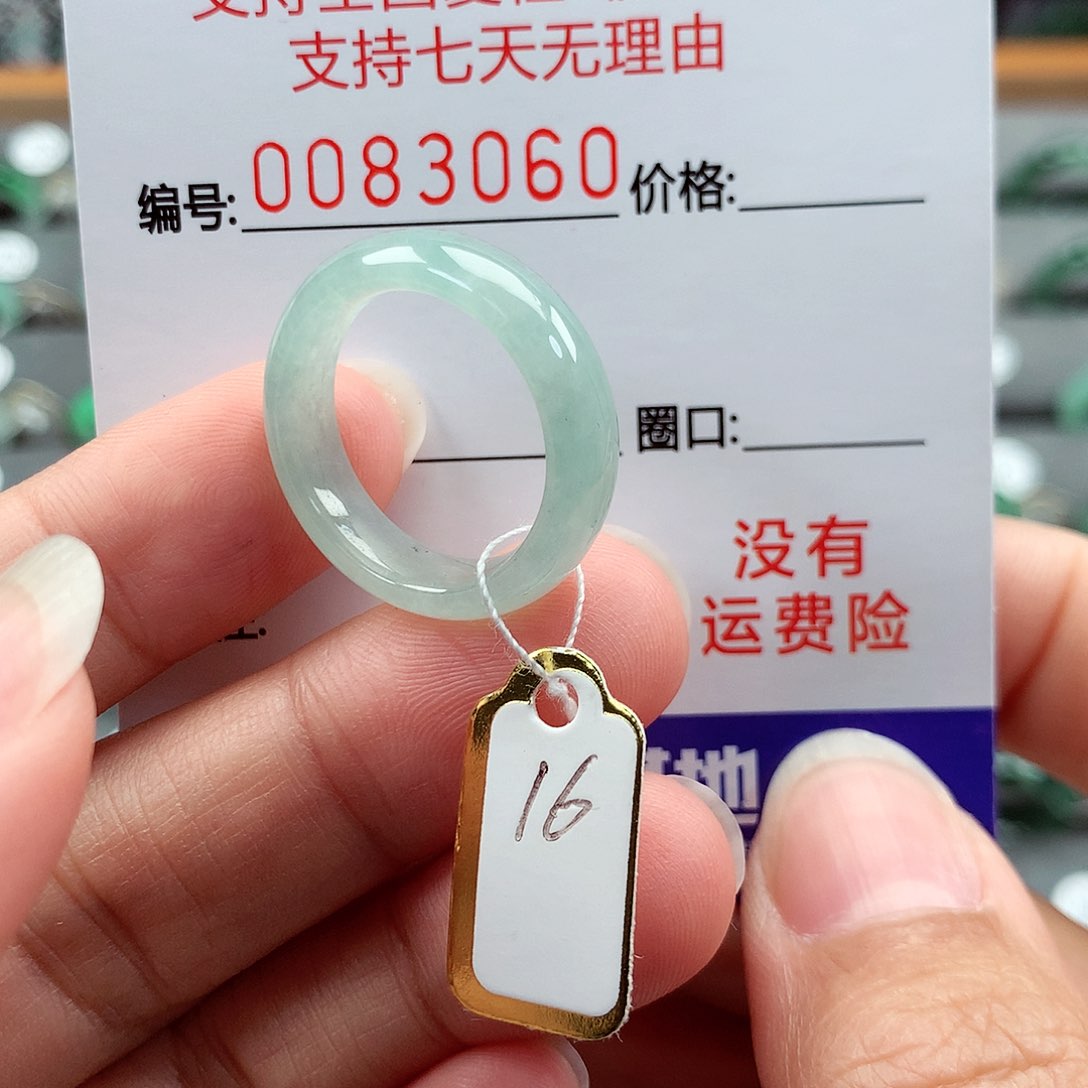 支持七天无理由
编号: 0083060 价格:
圈口:
没有
运费险
地
16